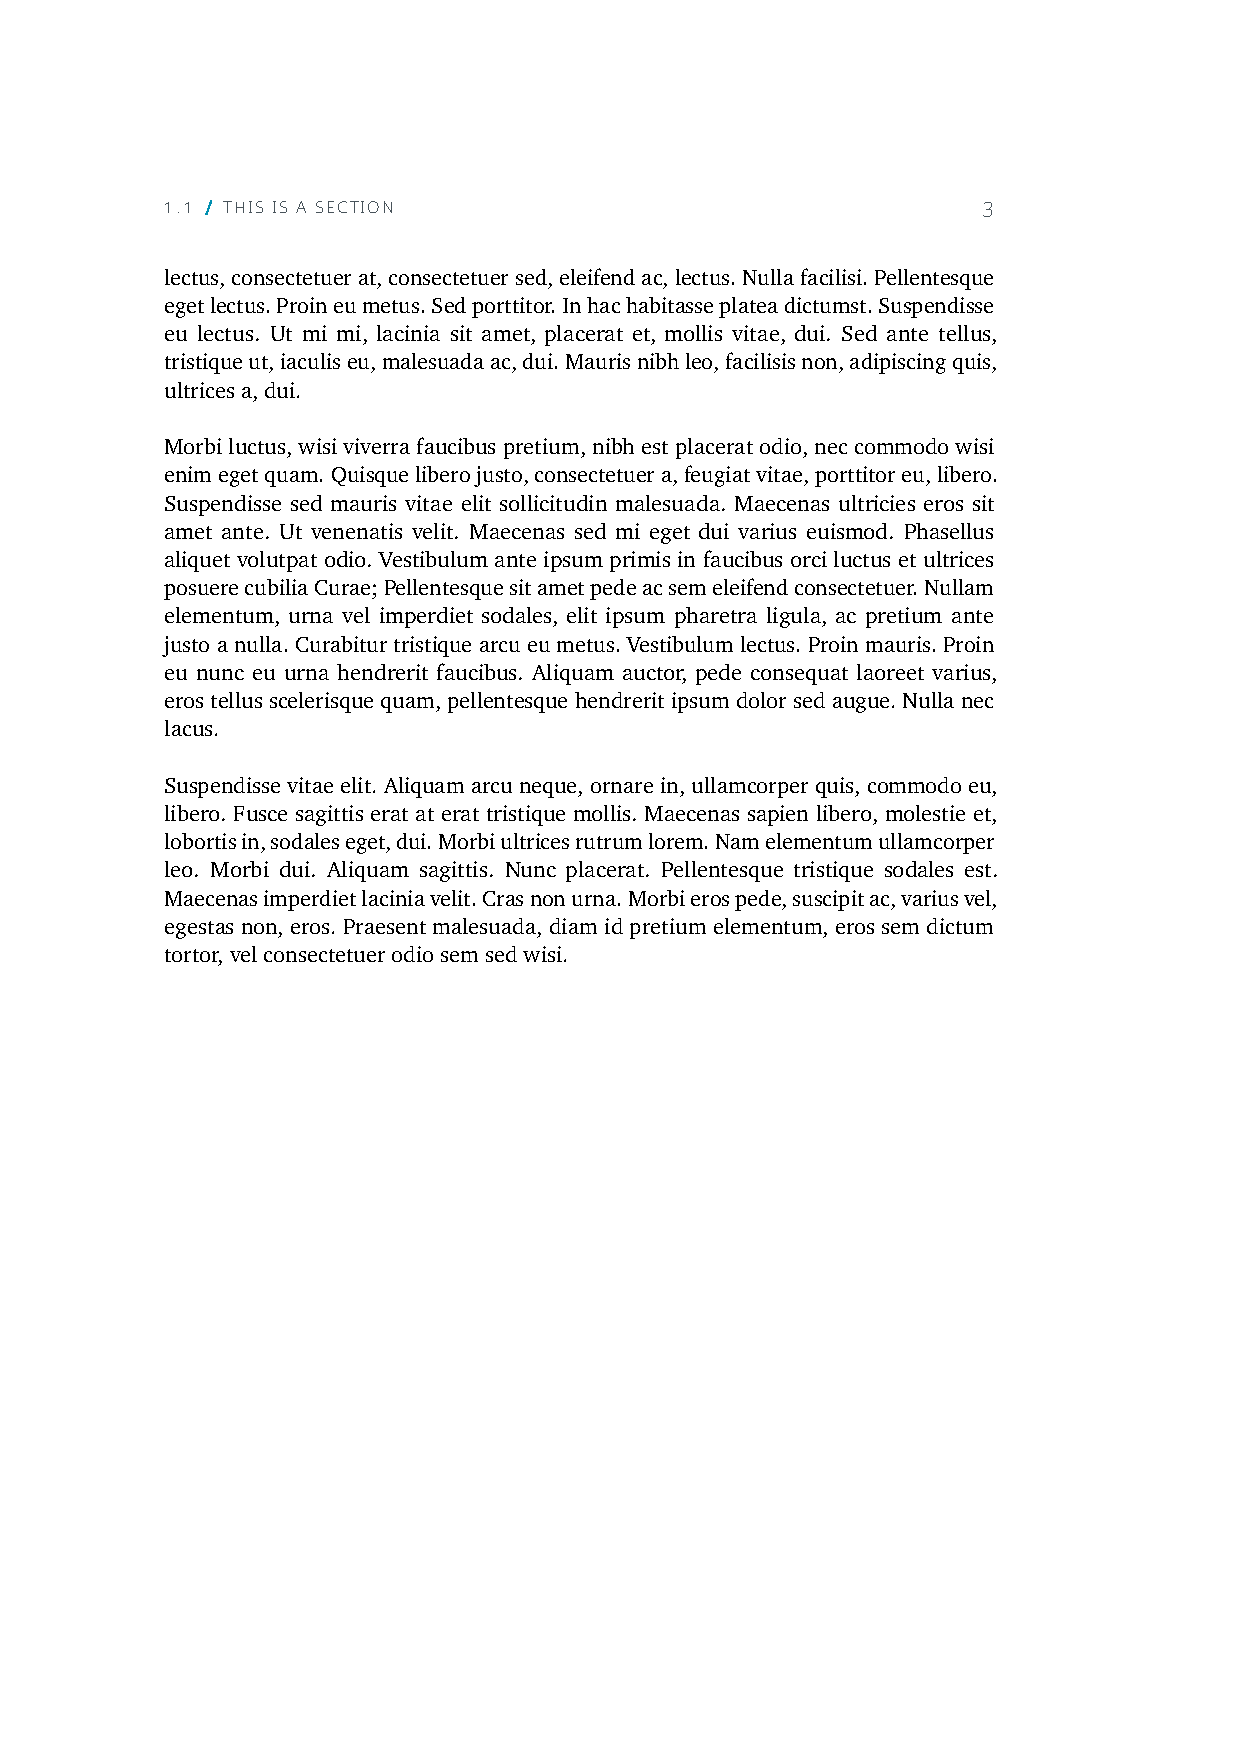 1.1 / THIS IS A SECTION 3
lectus, consectetuer at, consectetuer sed, eleifend ac, lectus. Nulla facilisi. Pellentesque
eget lectus. Proin eu metus. Sed porttitor. In hac habitasse platea dictumst. Suspendisse
eu lectus. Ut mi mi, lacinia sit amet, placerat et, mollis vitae, dui. Sed ante tellus,
tristique ut, iaculis eu, malesuada ac, dui. Mauris nibh leo, facilisis non, adipiscing quis,
ultrices a, dui.
Morbi luctus, wisi viverra faucibus pretium, nibh est placerat odio, nec commodo wisi
enim eget quam. Quisque libero justo, consectetuer a, feugiat vitae, porttitor eu, libero.
Suspendisse sed mauris vitae elit sollicitudin malesuada. Maecenas ultricies eros sit
amet ante. Ut venenatis velit. Maecenas sed mi eget dui varius euismod. Phasellus
aliquet volutpat odio. Vestibulum ante ipsum primis in faucibus orci luctus et ultrices
posuere cubilia Curae; Pellentesque sit amet pede ac sem eleifend consectetuer. Nullam
elementum, urna vel imperdiet sodales, elit ipsum pharetra ligula, ac pretium ante
justo a nulla. Curabitur tristique arcu eu metus. Vestibulum lectus. Proin mauris. Proin
eu nunc eu urna hendrerit faucibus. Aliquam auctor, pede consequat laoreet varius,
eros tellus scelerisque quam, pellentesque hendrerit ipsum dolor sed augue. Nulla nec
lacus.
Suspendisse vitae elit. Aliquam arcu neque, ornare in, ullamcorper quis, commodo eu,
libero. Fusce sagittis erat at erat tristique mollis. Maecenas sapien libero, molestie et,
lobortis in, sodales eget, dui. Morbi ultrices rutrum lorem. Nam elementum ullamcorper
leo. Morbi dui. Aliquam sagittis. Nunc placerat. Pellentesque tristique sodales est.
Maecenas imperdiet lacinia velit. Cras non urna. Morbi eros pede, suscipit ac, varius vel,
egestas non, eros. Praesent malesuada, diam id pretium elementum, eros sem dictum
tortor, vel consectetuer odio sem sed wisi.